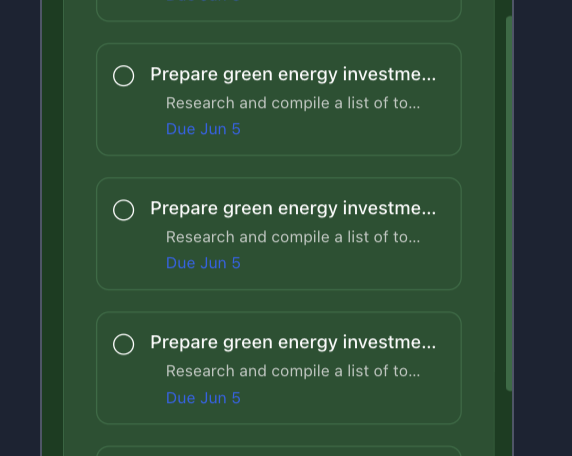 Prepare green energy investme...
Research and compile a list of to...
Due Jun 5
Prepare green energy investme...
Research and compile a list of to...
Due Jun 5
Prepare green energy investme...
Research and compile a list of to...
Due Jun 5